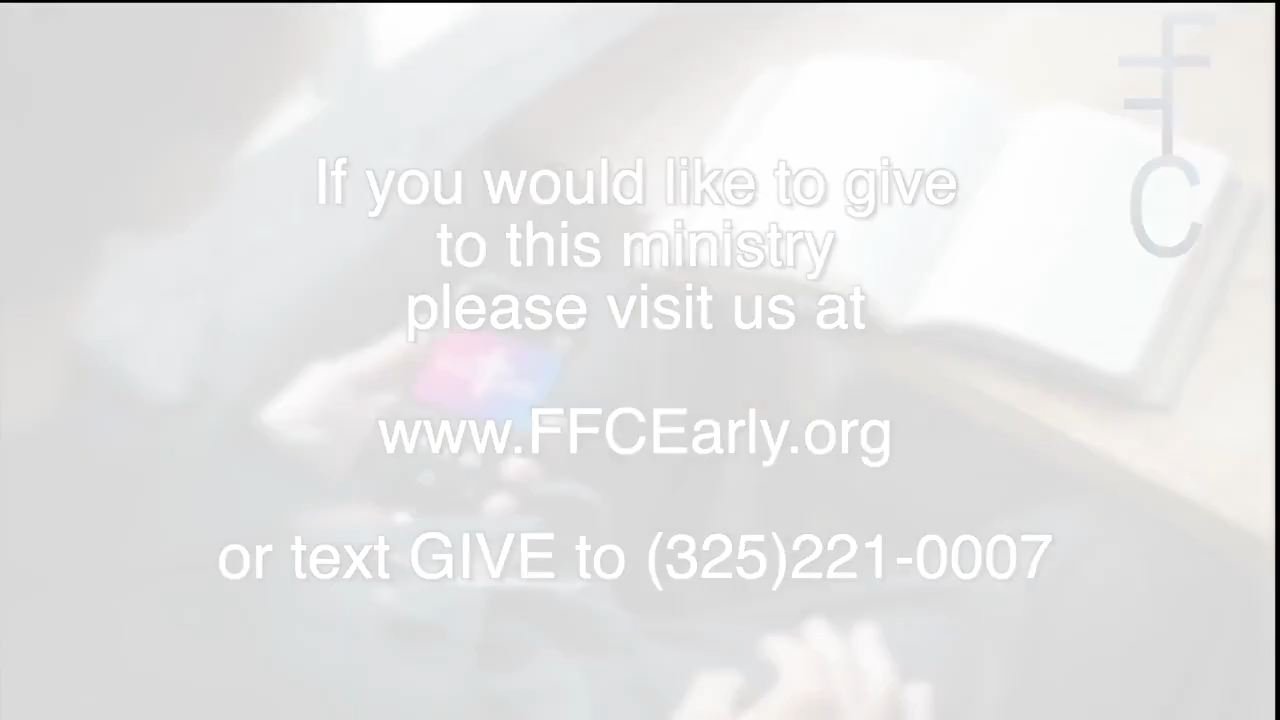 If you would like to give
to this ministry
please visit us at
www.FFCEarly.org
or text GIVE to (325)221-0007
FFC